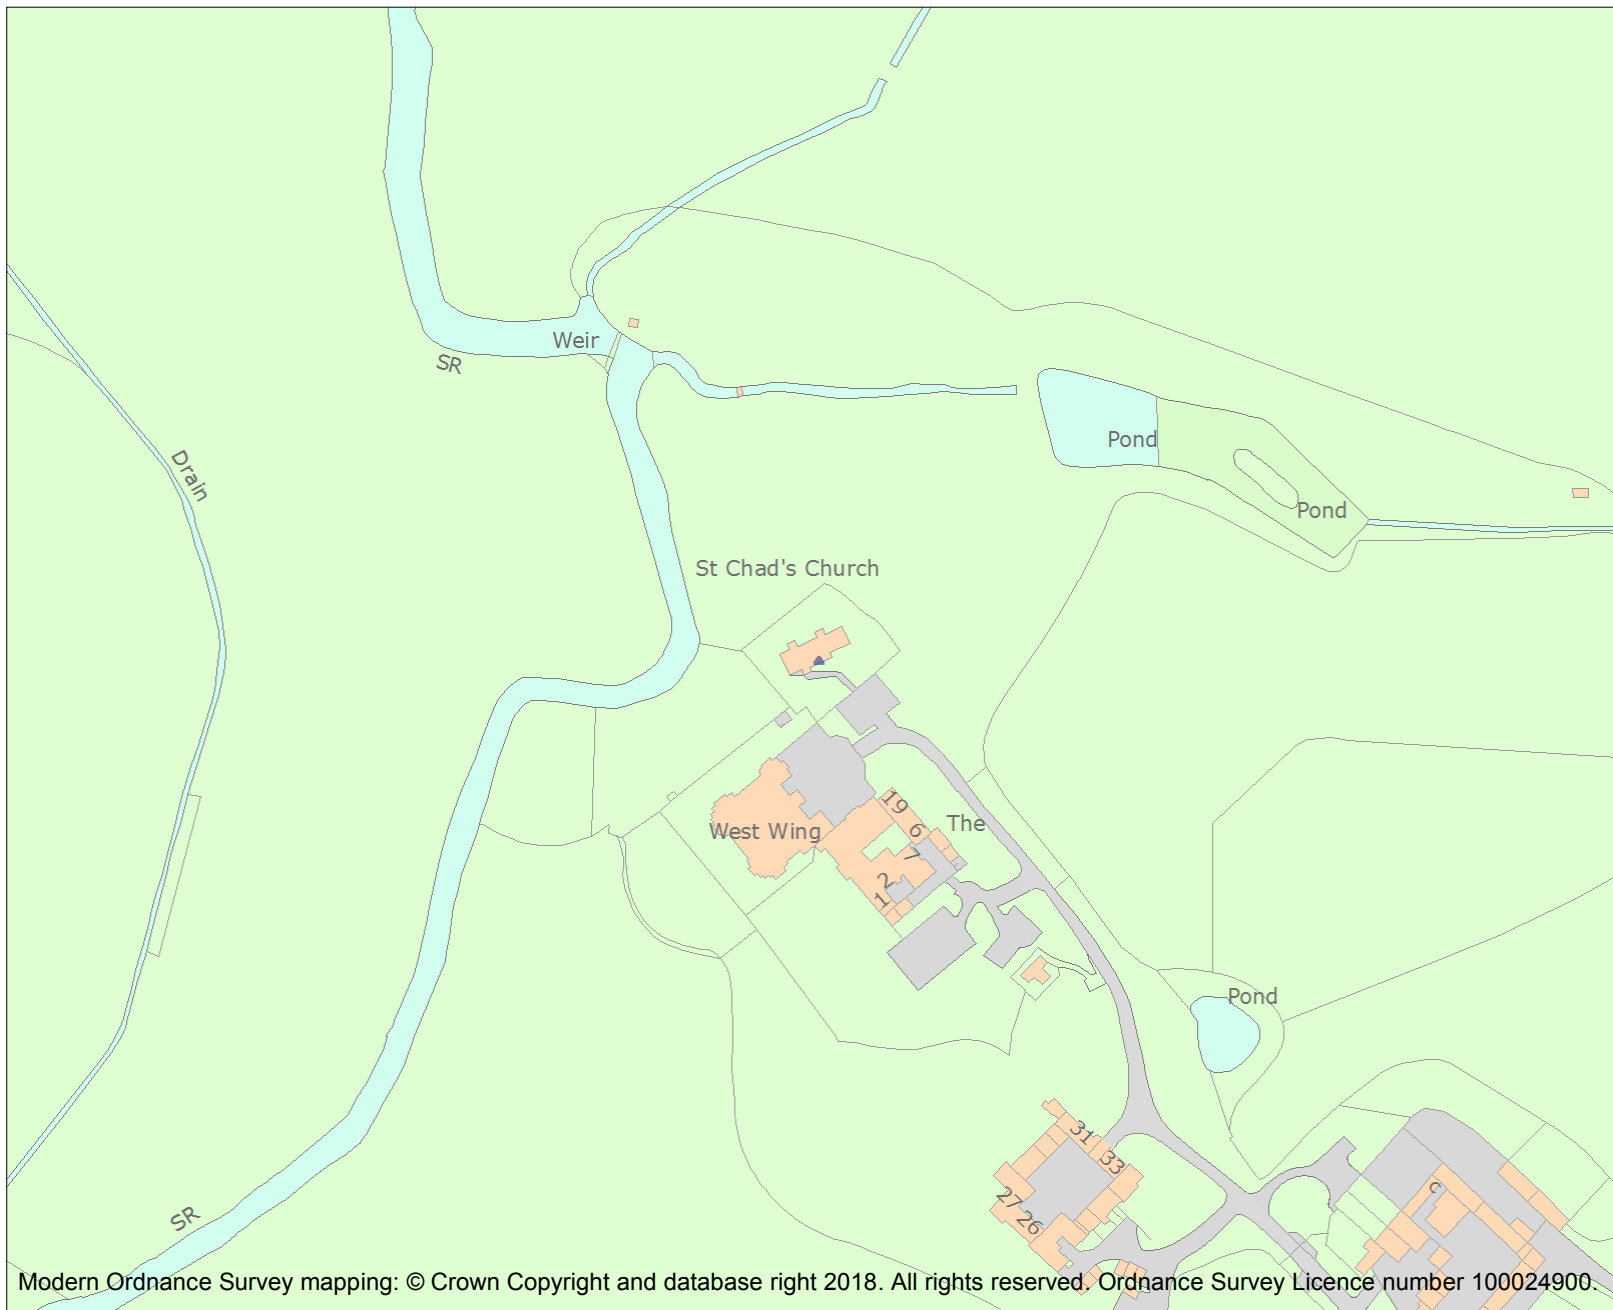 Weir
SR
Pond
Drain
Pond
St Chad's Church
19
The
West Wing
6
7
2
1
Pond
31
33
c
27
26
SR
Modern Ordnance Survey mapping: © Crown Copyright and database right 2018. All rights reserved. Ordnance Survey Licence number 100024900.